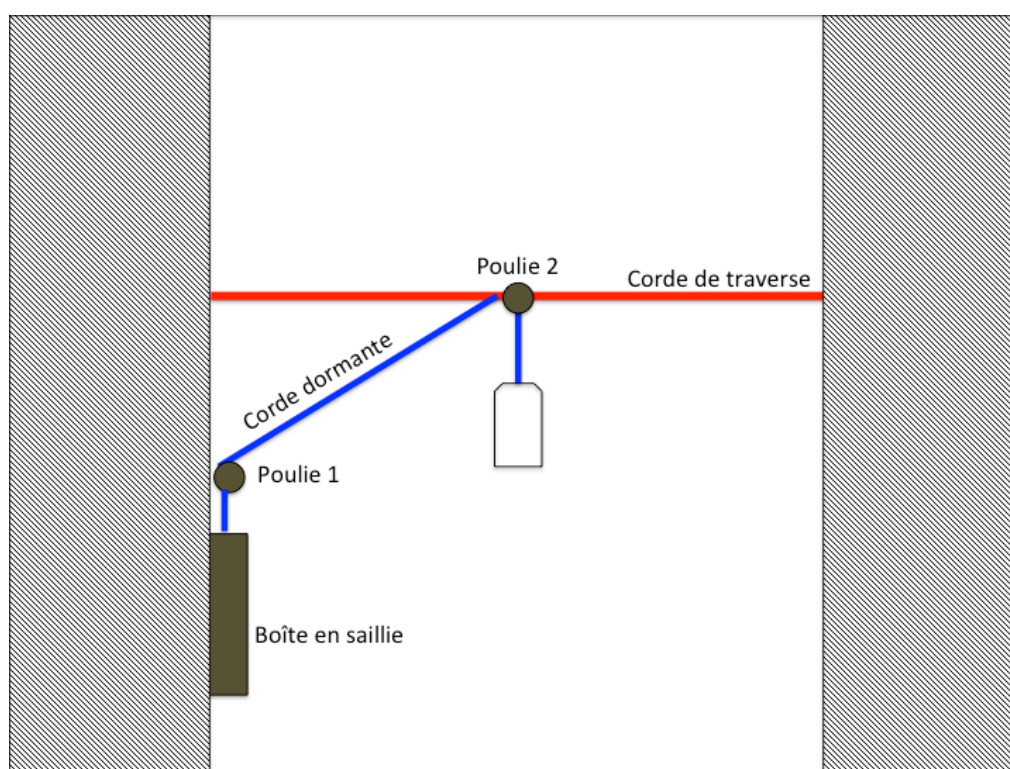 Poulie 2
Corde de traverse
Corde dormante
Poulie 1
Boîte en saillie